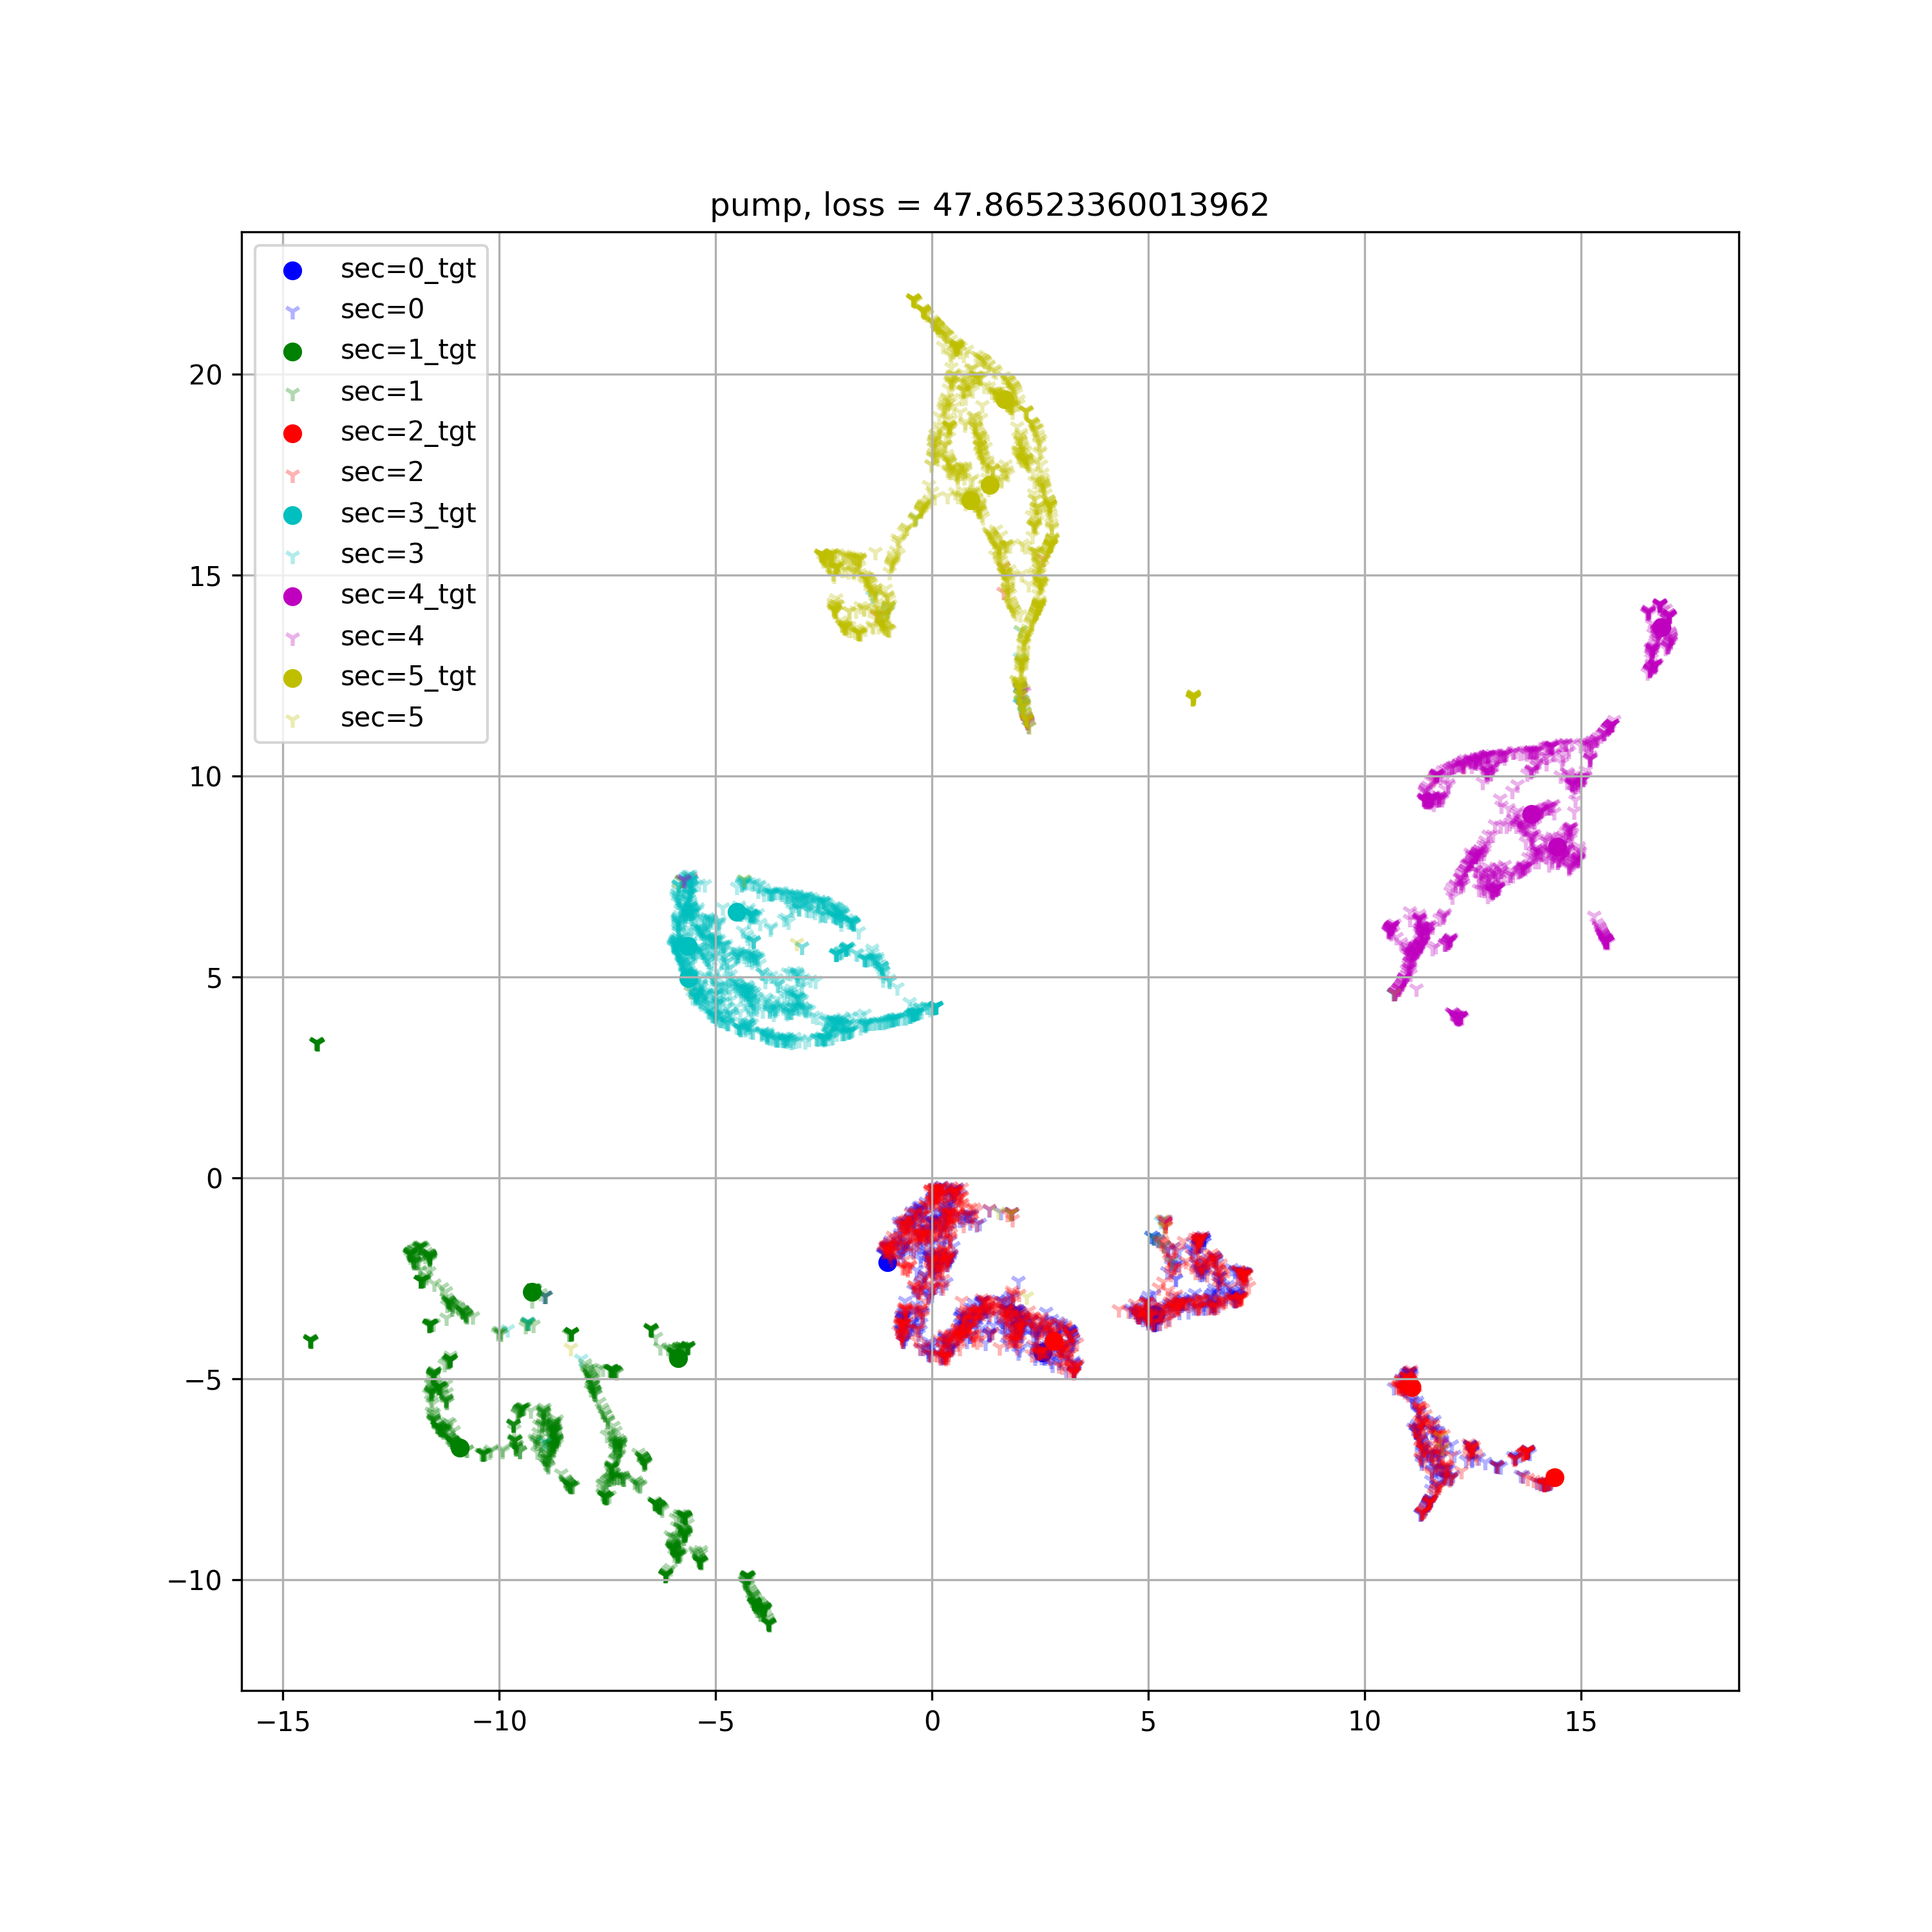 pump, loss = 47.86523360013962
sec=0_tgt
sec=0
sec=1_tgt
sec=1
sec=2_tgt
sec=2
sec=3_tgt
sec=3
sec=4_tgt
sec=4
sec=5_tgt
sec=5
20
15
10
5
0
−5
−10
−15 −10 −5 0 5 10 15